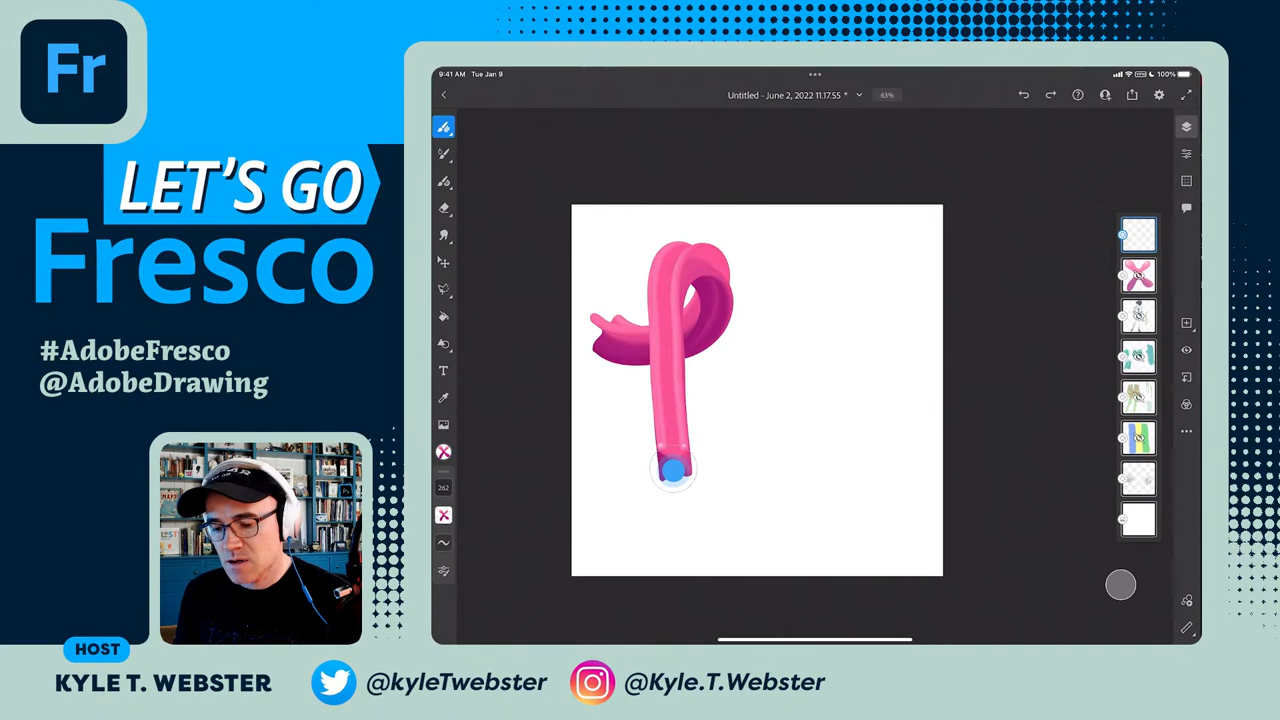 Fr
LET'S GO
Fresco
#AdobeFresco
@AdobeDrawing
9:41 AM Tue Jan 9
100%
Untitled - June 2, 2022 11.17.55 *
63%
T
262
HOST
KYLE T. WEBSTER
@kyleTwebster
@Kyle.T.Webster